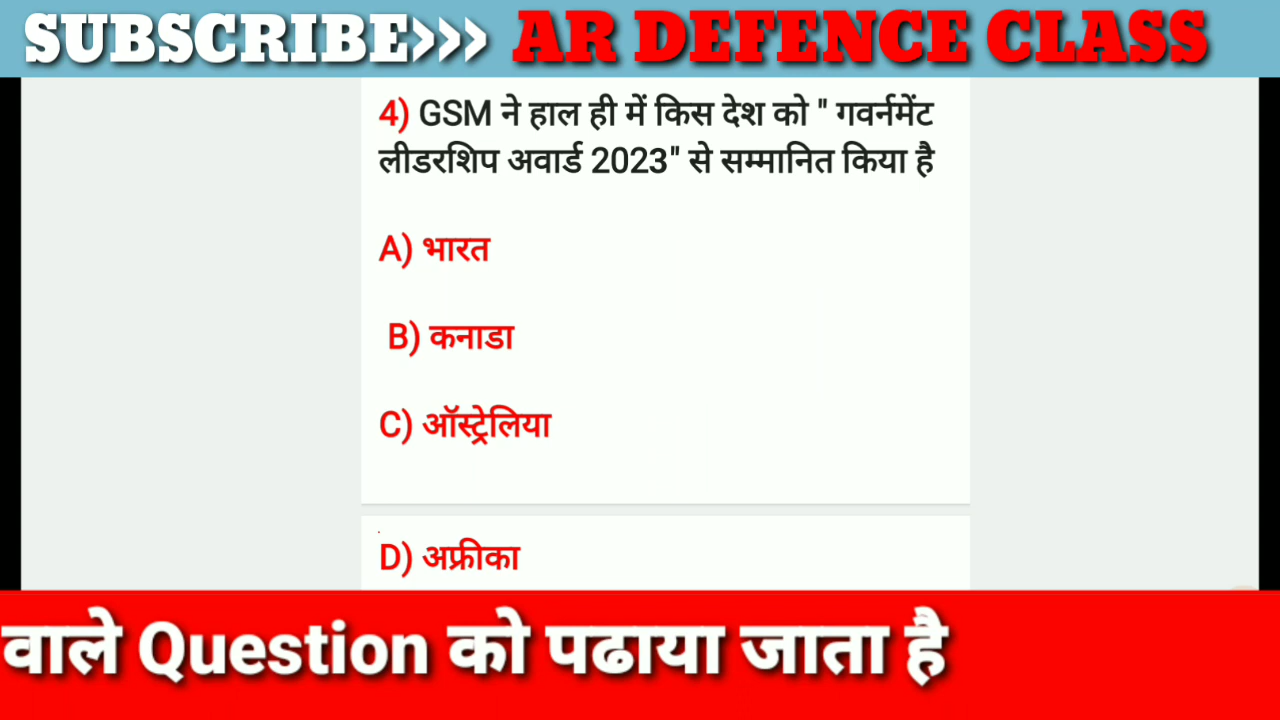 SUBSCRIBE>>> AR DEFENCE CLASS
4) GSM ने हाल ही में किस देश को " गवर्नमेंट
लीडरशिप अवार्ड 2023" से सम्मानित किया है
A) भारत
B) कनाडा
C) ऑस्ट्रेलिया
D) अफ्रीका
वाले Question को पढाया जाता है